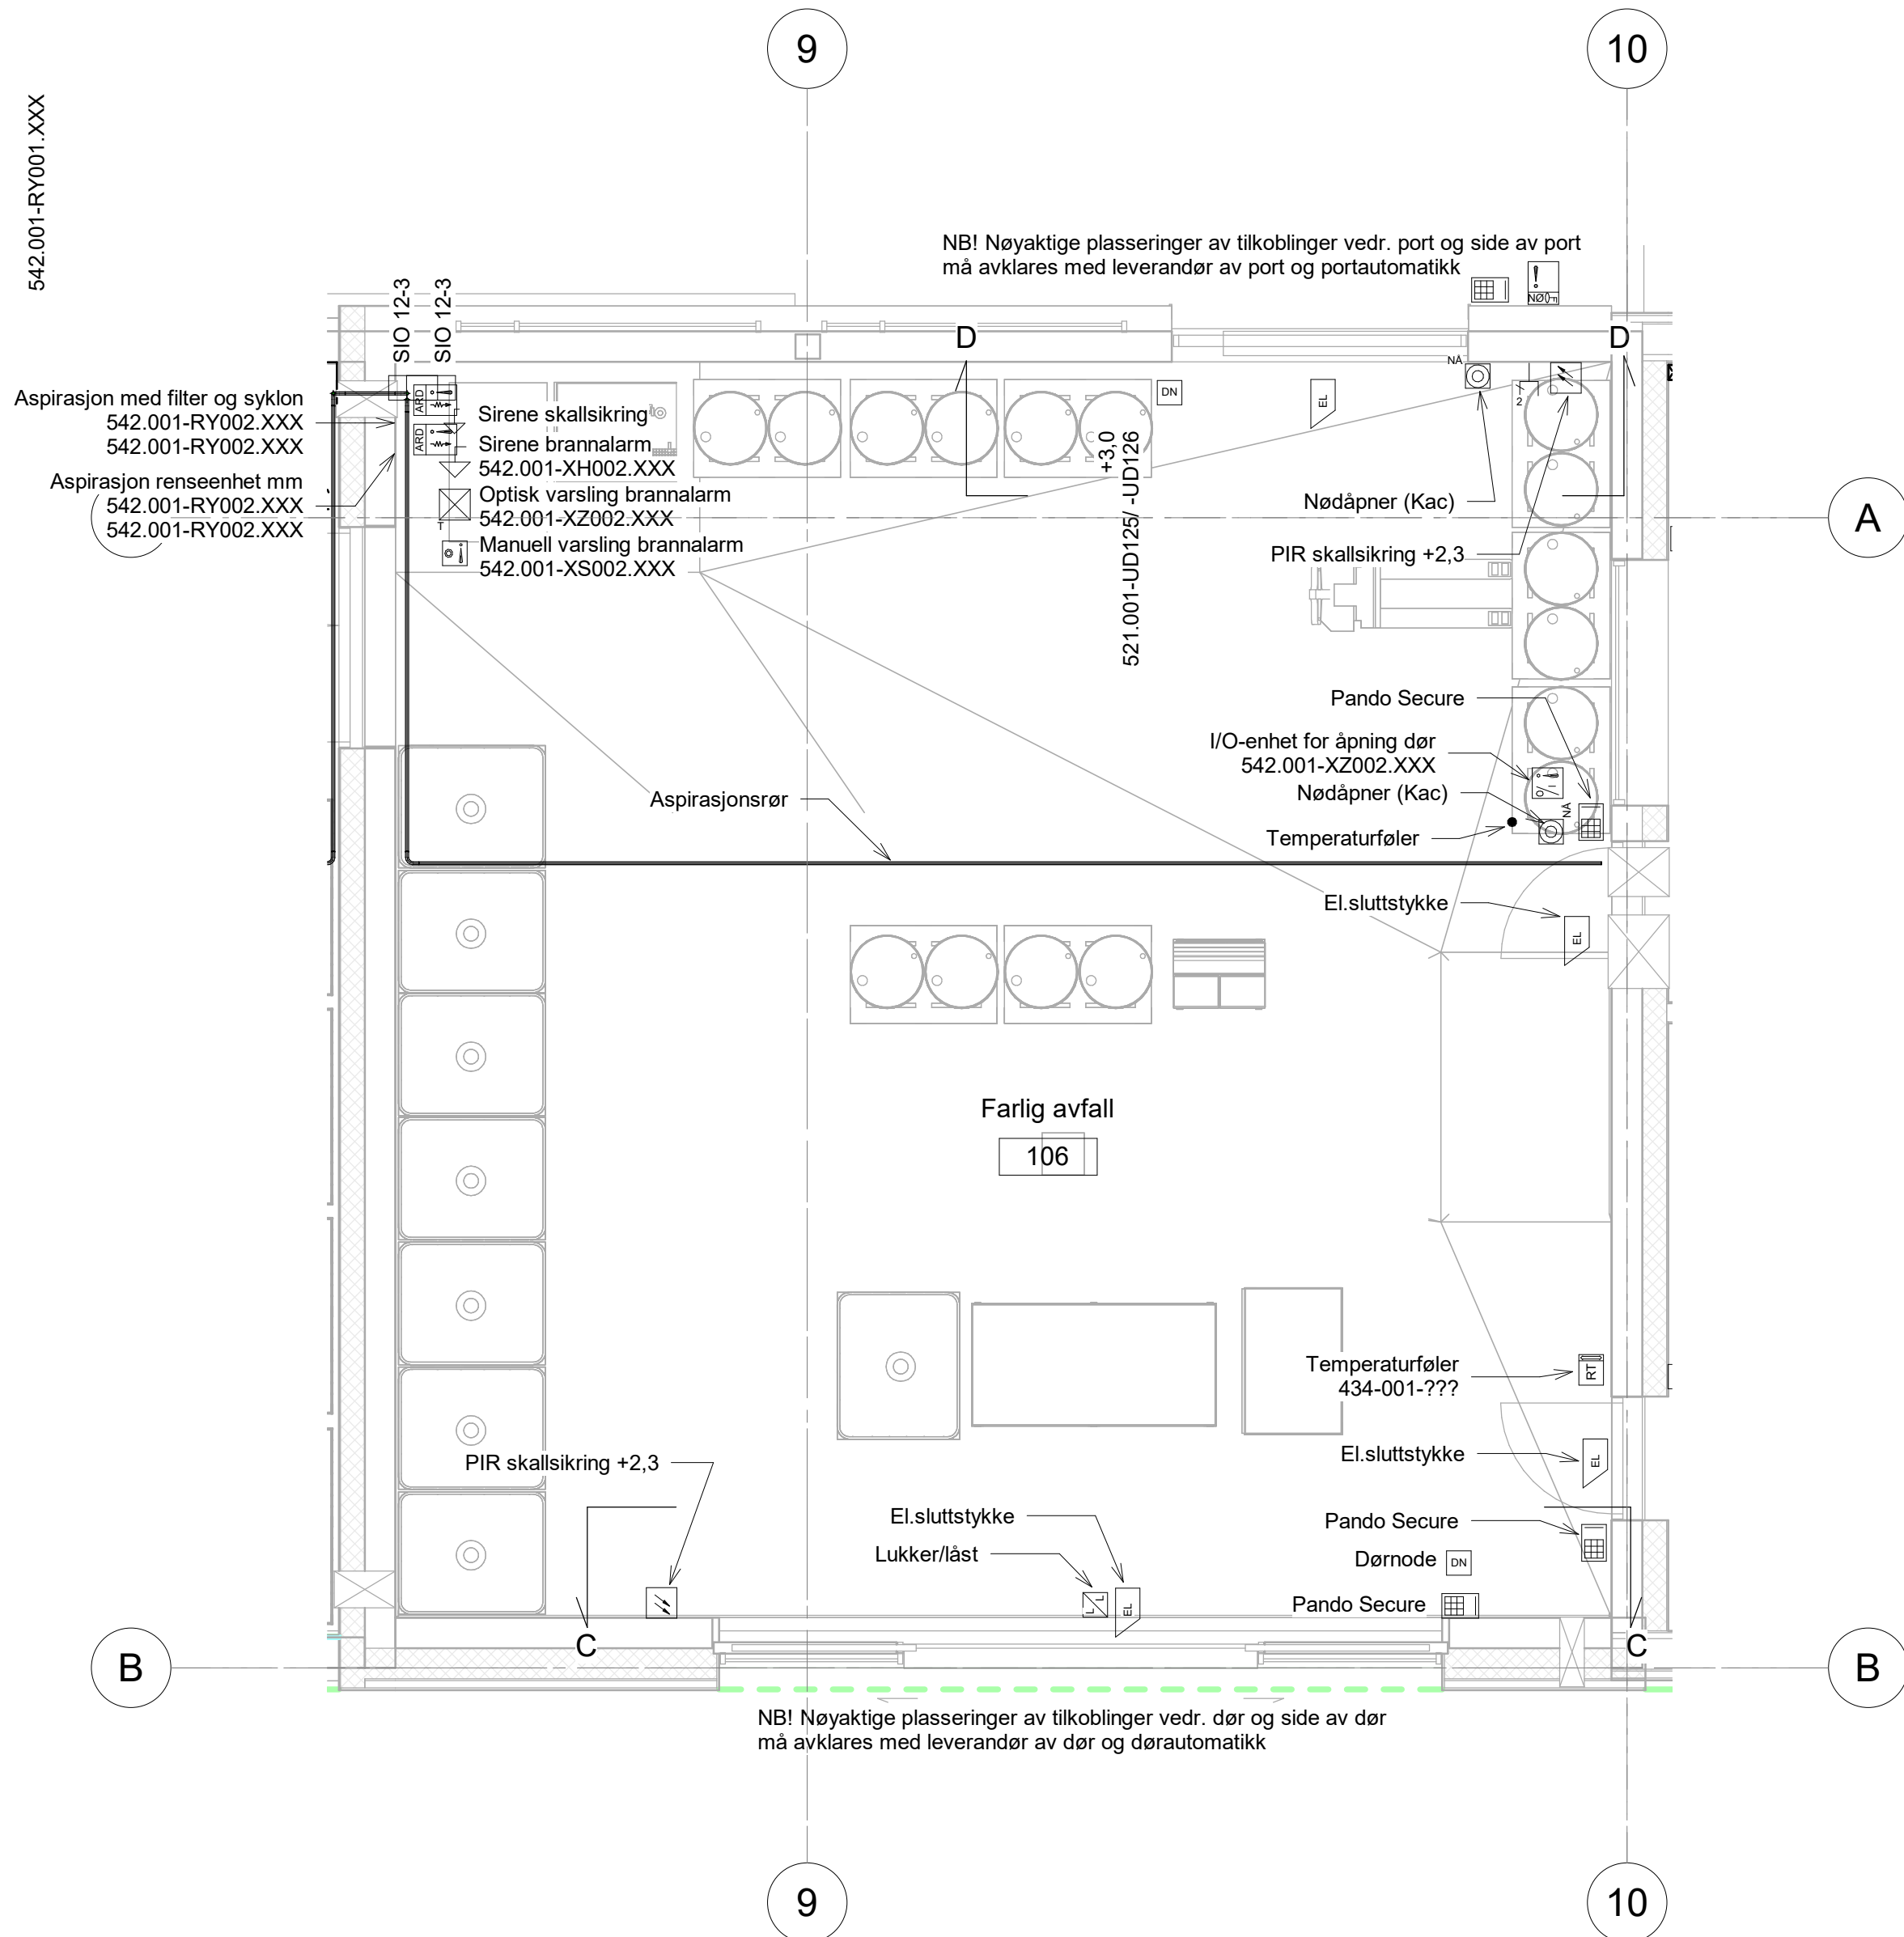 9
10
542.001-RY001.XXX
NB! Nøyaktige plasseringer av tilkoblinger vedr. port og side av port
må avklares med leverandør av port og portautomatikk
NØ
SIO 12-3
SIO 12-3
D
D
NÅ
Aspirasjon med filter og syklon
542.001-RY002.XXX
542.001-RY002.XXX
ARD
ARD
Sirene skallsikring
Sirene brannalarm
542.001-XH002.XXX
DN
EL
2
Aspirasjon renseenhet mm
542.001-RY002.XXX
542.001-RY002.XXX
Optisk varsling brannalarm
542.001-XZ002.XXX
T
Manuell varsling brannalarm
542.001-XS002.XXX
+3,0
521.001-UD125/ -UD126
Nødåpner (Kac)
A
PIR skallsikring +2,3
Pando Secure
I/O-enhet for åpning dør
542.001-XZ002.XXX
I/O
Nødåpner (Kac)
NÅ
Aspirasjonsrør
Temperaturføler
El.sluttstykke
EL
Farlig avfall
106
Temperaturføler
434-001-???
RT
El.sluttstykke
EL
PIR skallsikring +2,3
El.sluttstykke
Lukker/låst
L
L
EL
Pando Secure
Dørnode
DN
Pando Secure
C
C
B
B
NB! Nøyaktige plasseringer av tilkoblinger vedr. dør og side av dør
må avklares med leverandør av dør og dørautomatikk
9
10